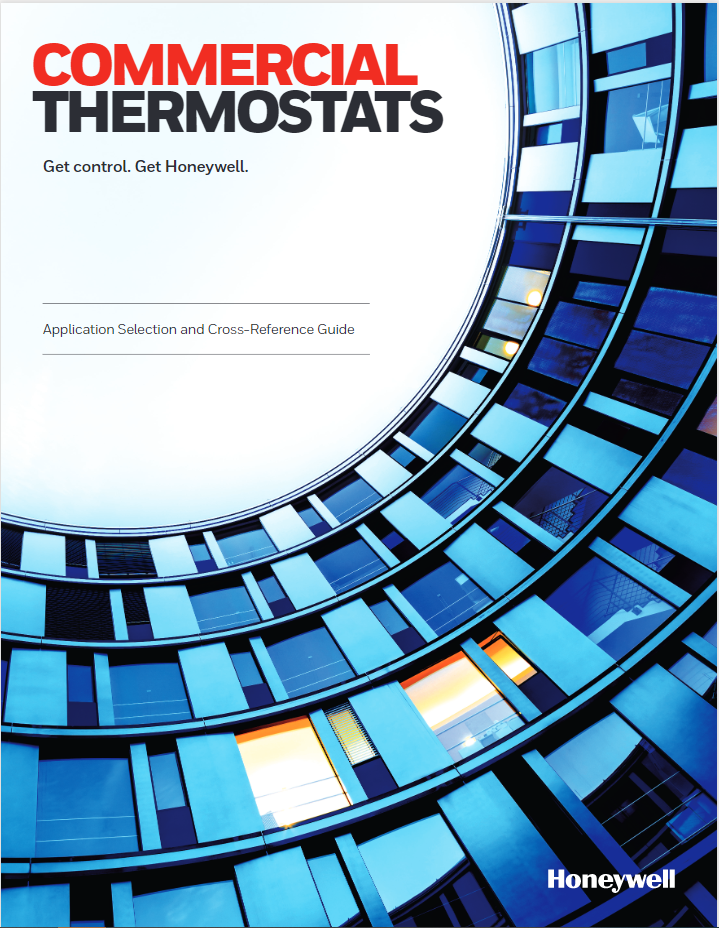 COMMERCIAL
THERMOSTATS
Get control. Get Honeywell.
Application Selection and Cross-Reference Guide
Honeywell